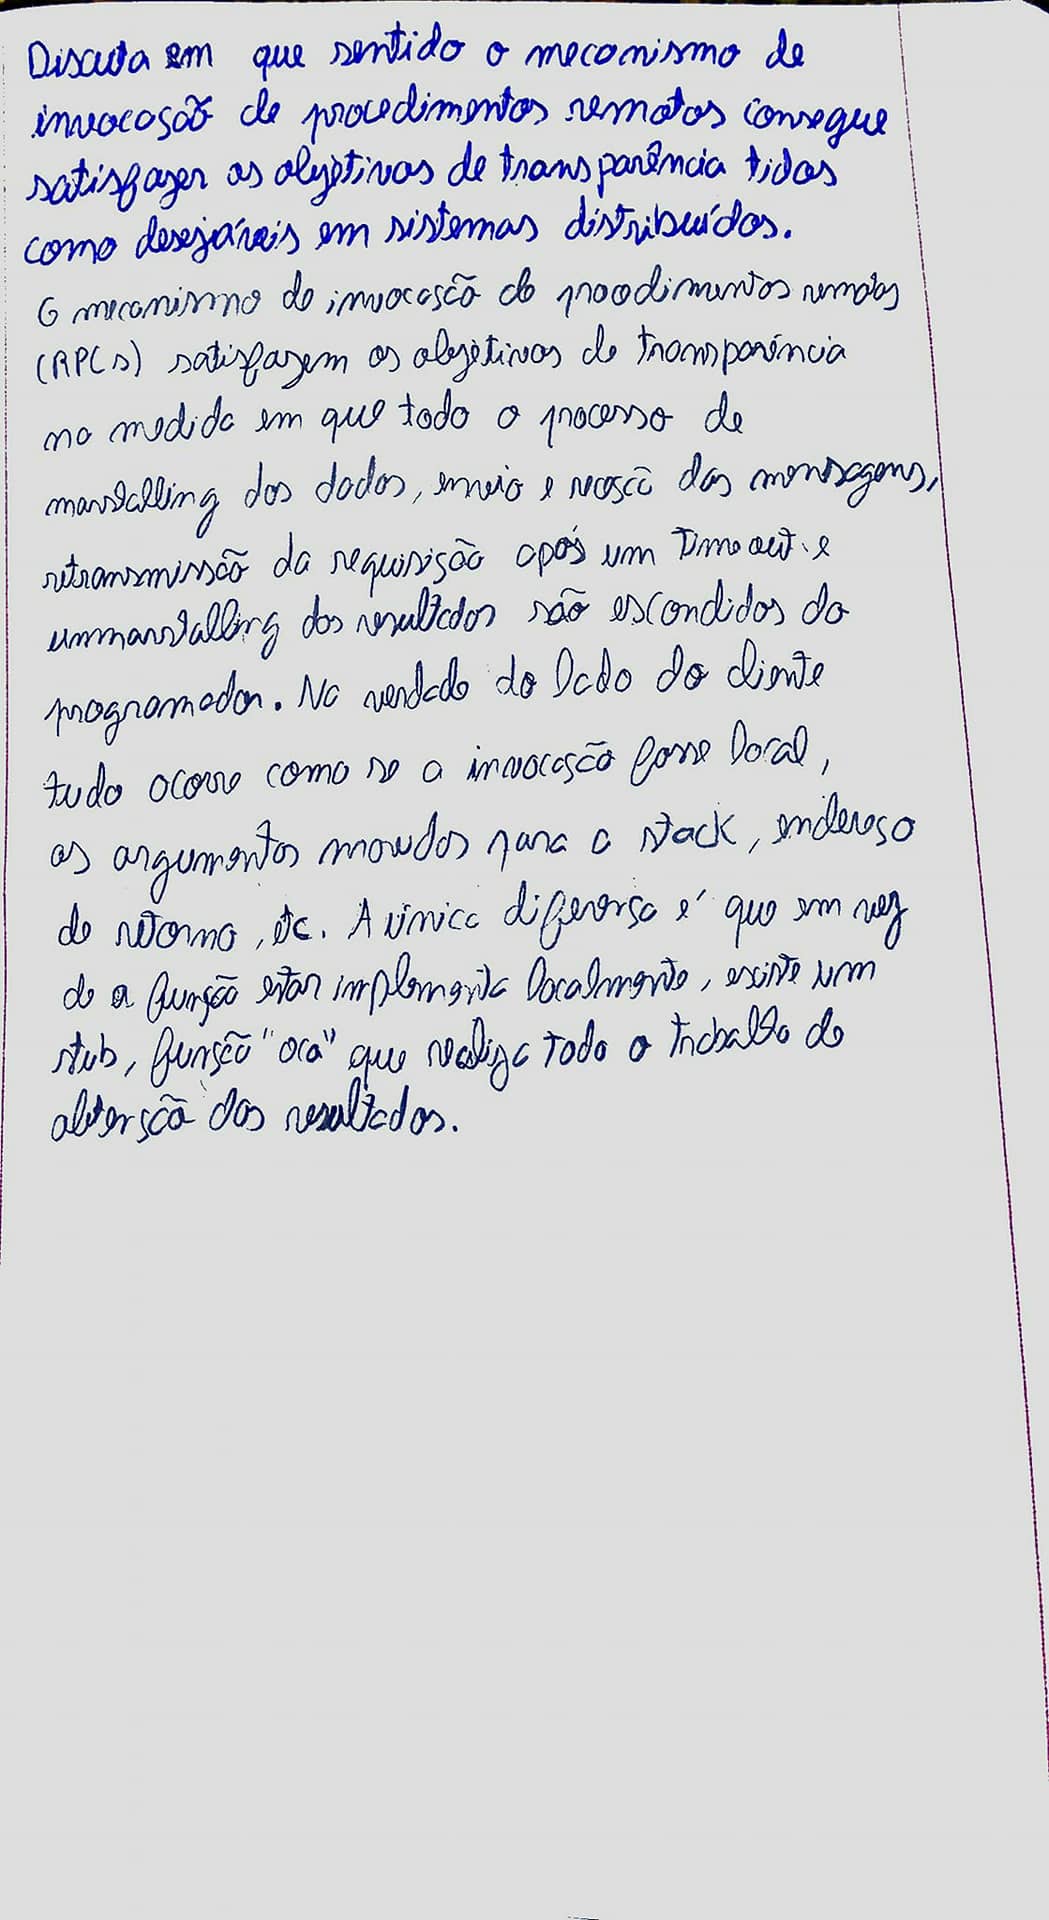 Discuta em que sentido o mecanismo de
invocação de procedimentos remotos consegue
satisfazer os objetivos de transparência tidos
como desejáveis em sistemas distribuídos.
O mecanismo de invocação de procedimentos remotos
(RPCs) satisfazem os objetivos de transparência
na medida em que todo o processo de
marshalling dos dados, envio e receção das mensagens,
retransmissão da requisição após um Timeout e
unmarshalling dos resultados são escondidos do
programador. Na verdade do lado do cliente
tudo ocorre como se a invocação fosse local,
os argumentos movidos para a stack, endereço
de retorno, etc. A única diferença é que em vez
de a função estar implementa localmente, existe um
stub, função "oca" que realiza todo o trabalho de
obtenção dos resultados.